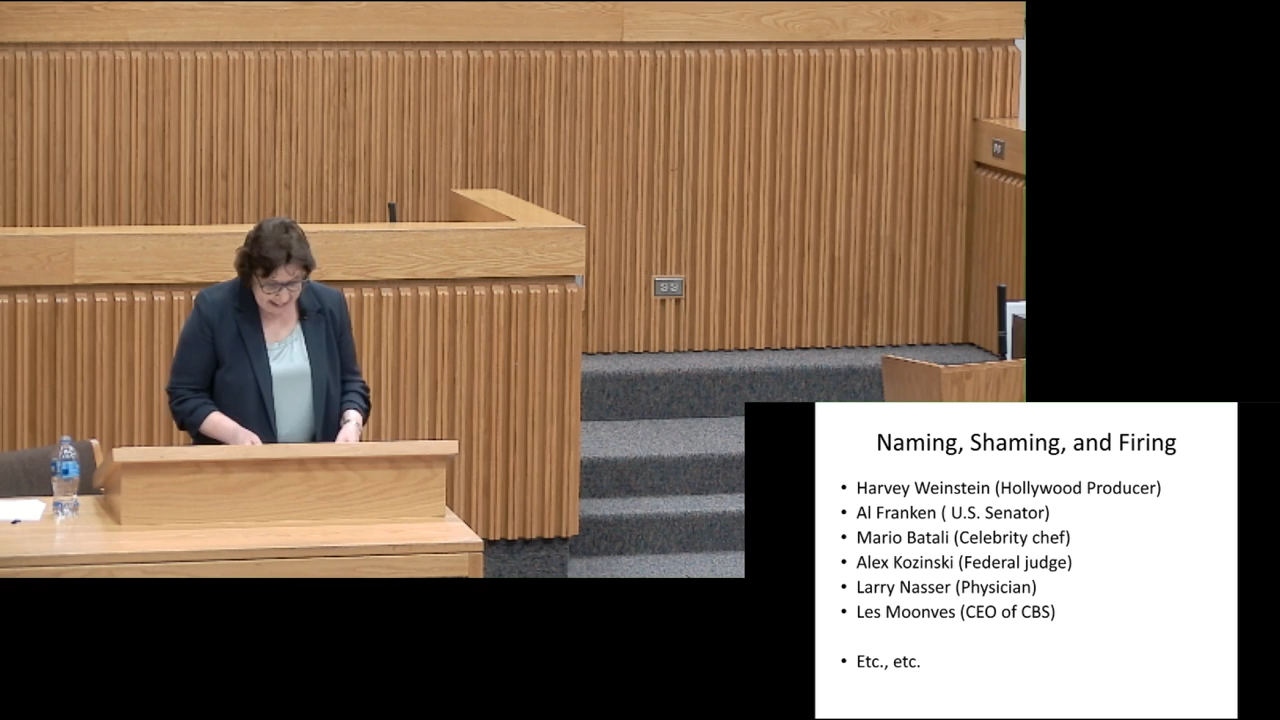 Naming, Shaming, and Firing
• Harvey Weinstein (Hollywood Producer)
• Al Franken ( U.S. Senator)
• Mario Batali (Celebrity chef)
• Alex Kozinski (Federal judge)
• Larry Nasser (Physician)
• Les Moonves (CEO of CBS)
• Etc., etc.